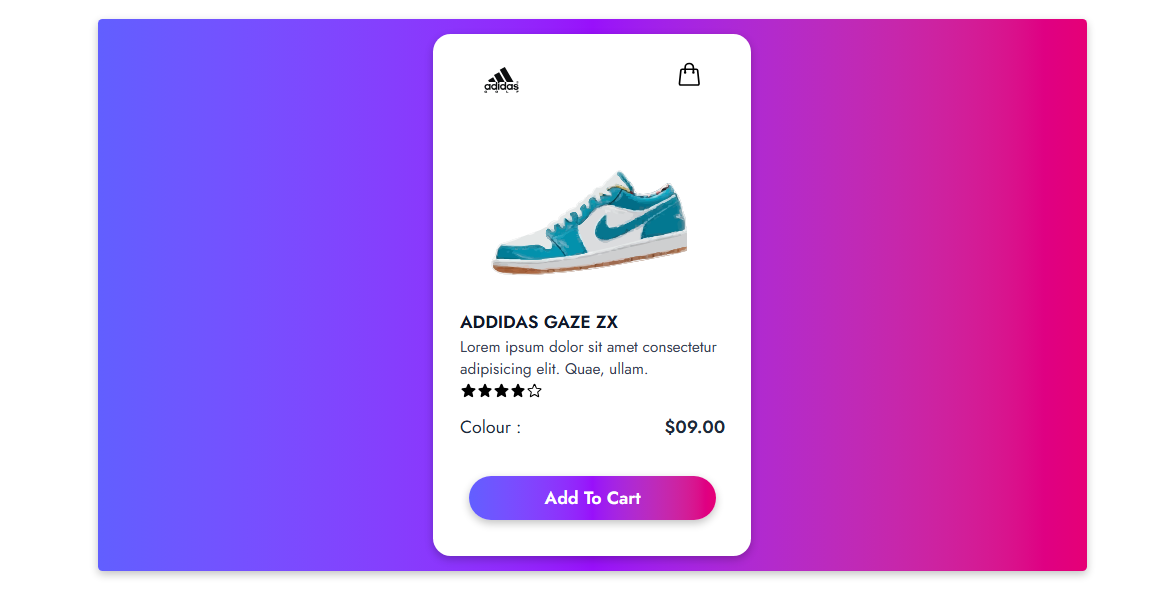 adidas
GOLF
ADDIDAS GAZE ZX
Lorem ipsum dolor sit amet consectetur
adipisicing elit. Quae, ullam.
Colour :
$09.00
Add To Cart